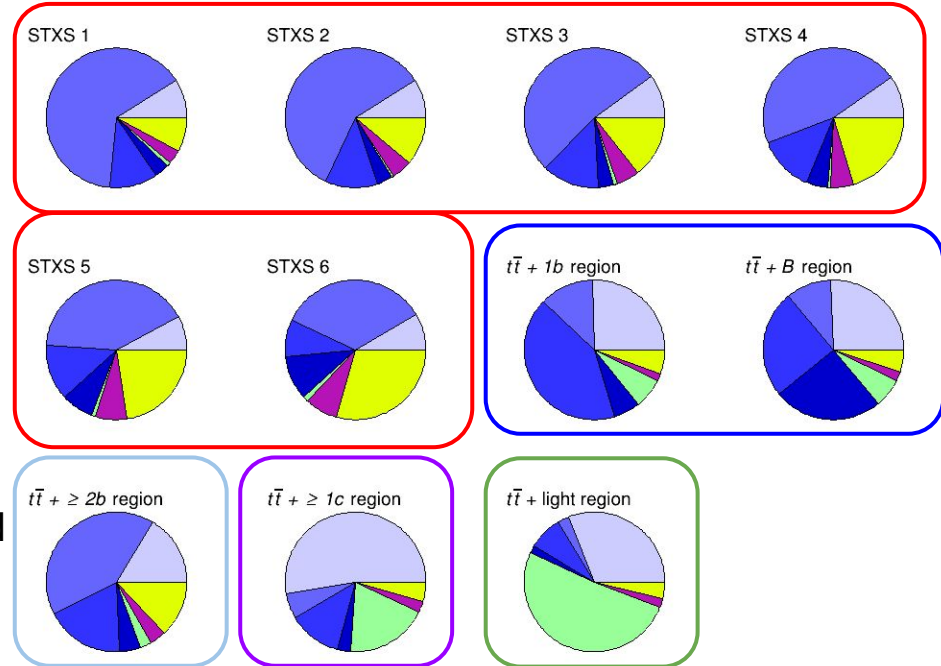 STXS 1 STXS 2 STXS 3 STXS 4
STXS 5 STXS 6 tt̅ + 1b region tt̅ + B region
tt̅ + ≥ 2b region tt̅ + ≥ 1c region tt̅ + light region